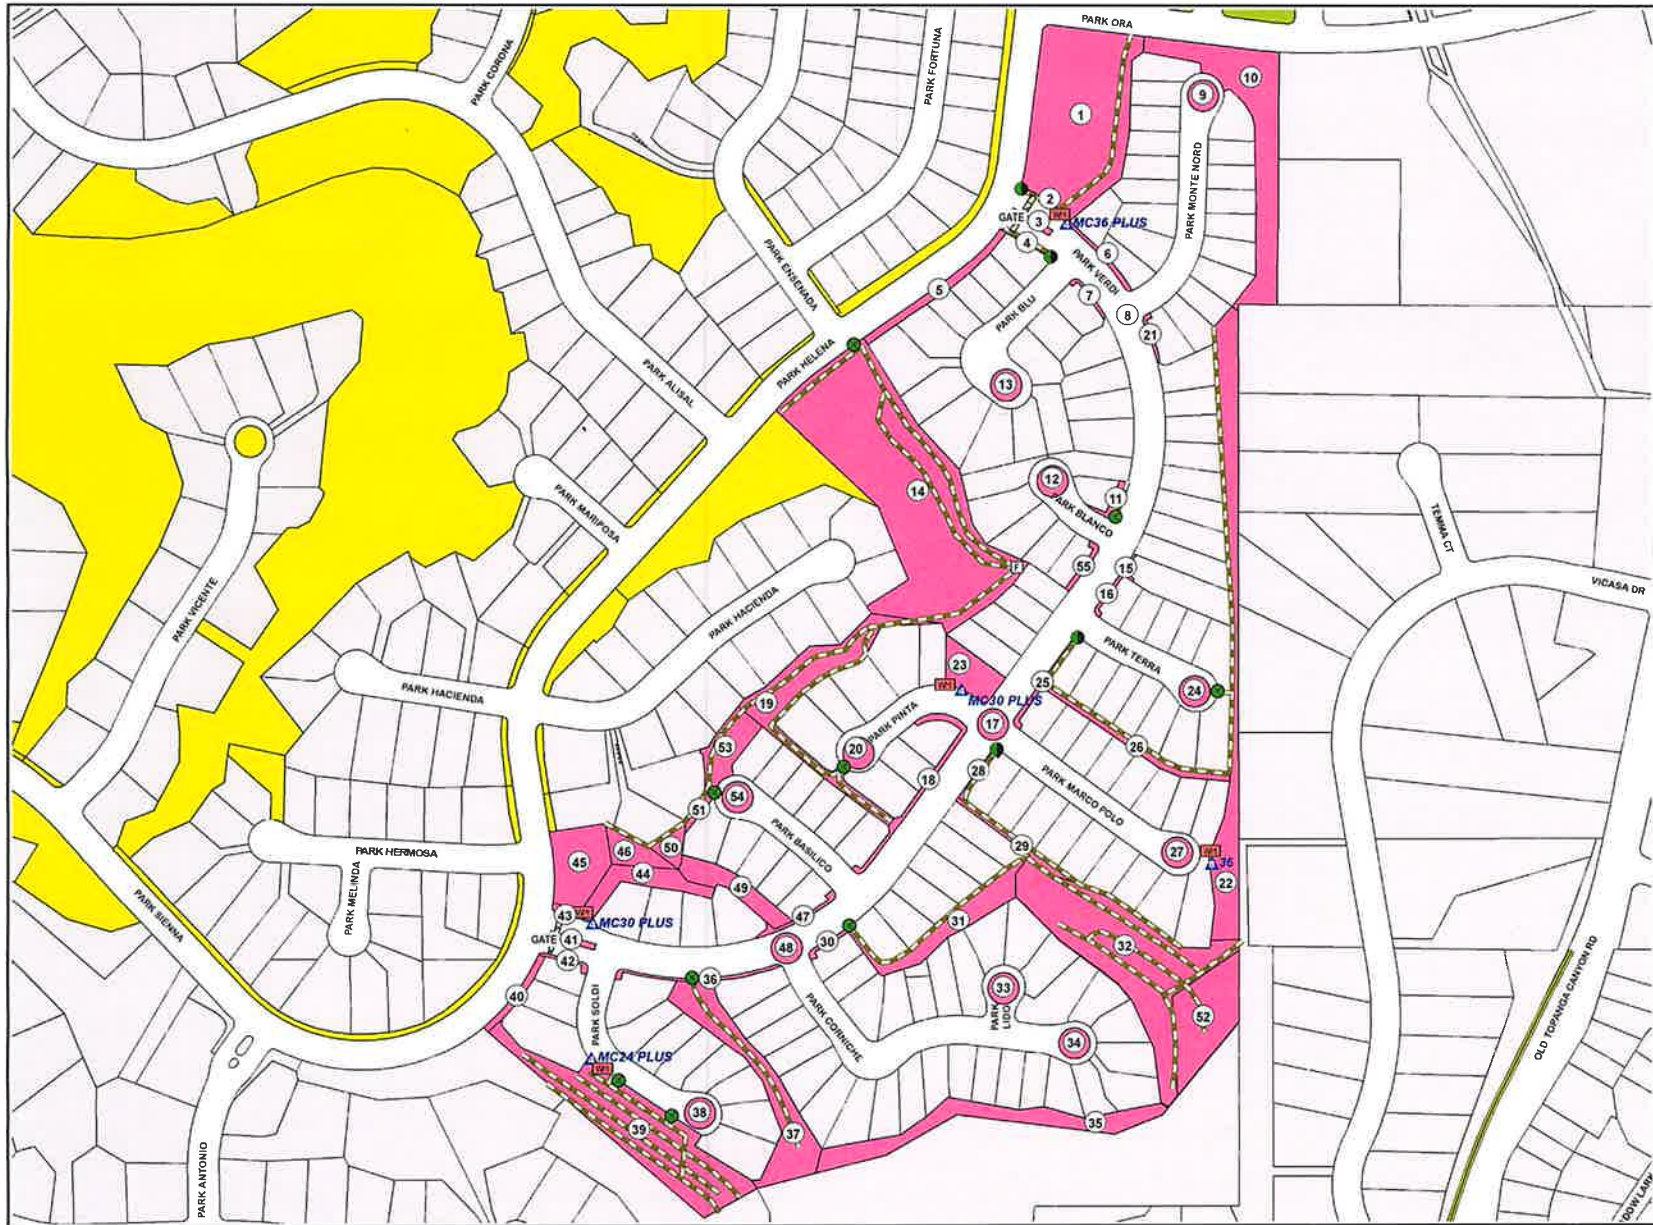 PARK ORA
PARK CORONA
PARK FORTUNA
10
9
1
PARK MONTE NORD
2
GATE
3
WM
MC36 PLUS
4
6
PARK VERDI
PARK ENSENADA
5
7
PARK BLU
8
21
PARK HELENA
PARK ALISAL
13
12
14
11
PARK BLANCO
PARK MARIPOSA
TEMMA CT
55
15
F
16
VICASA DR
PARK VICENTE
PARK HACIENDA
PARK TERRA
23
WM
MC30 PLUS
25
24
PARK HACIENDA
19
PARK PINTA
17
53
20
26
28
18
PARK MARCO POLO
54
51
PARK BASILICO
29
27
WM
36
22
PARK HERMOSA
45
46
50
44
PARK MELINDA
49
PARK SIENNA
43
WM
MC30 PLUS
47
31
GATE
41
30
32
42
48
OLD TOPANGA CANYON RD
36
40
33
PARK SOLDI
PARK LIDO
52
PARK CORNICHE
34
MC24 PLUS
WM
38
39
37
35
PARK ANTONIO